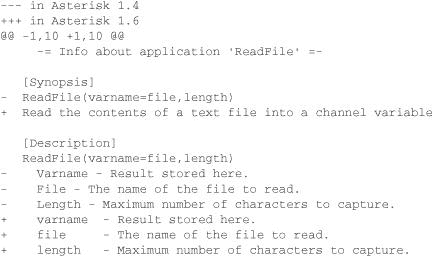 --- in Asterisk 1.4
+++ in Asterisk 1.6
@@ -1,10 +1,10 @@
     -= Info about application 'ReadFile' =-

   [Synopsis]
-  ReadFile(varname=file,length)
+  Read the contents of a text file into a channel variable

   [Description]
   ReadFile(varname=file,length)
-    Varname - Result stored here.
-    File - The name of the file to read.
-    Length - Maximum number of characters to capture.
+    varname  - Result stored here.
+    file     - The name of the file to read.
+    length   - Maximum number of characters to capture.